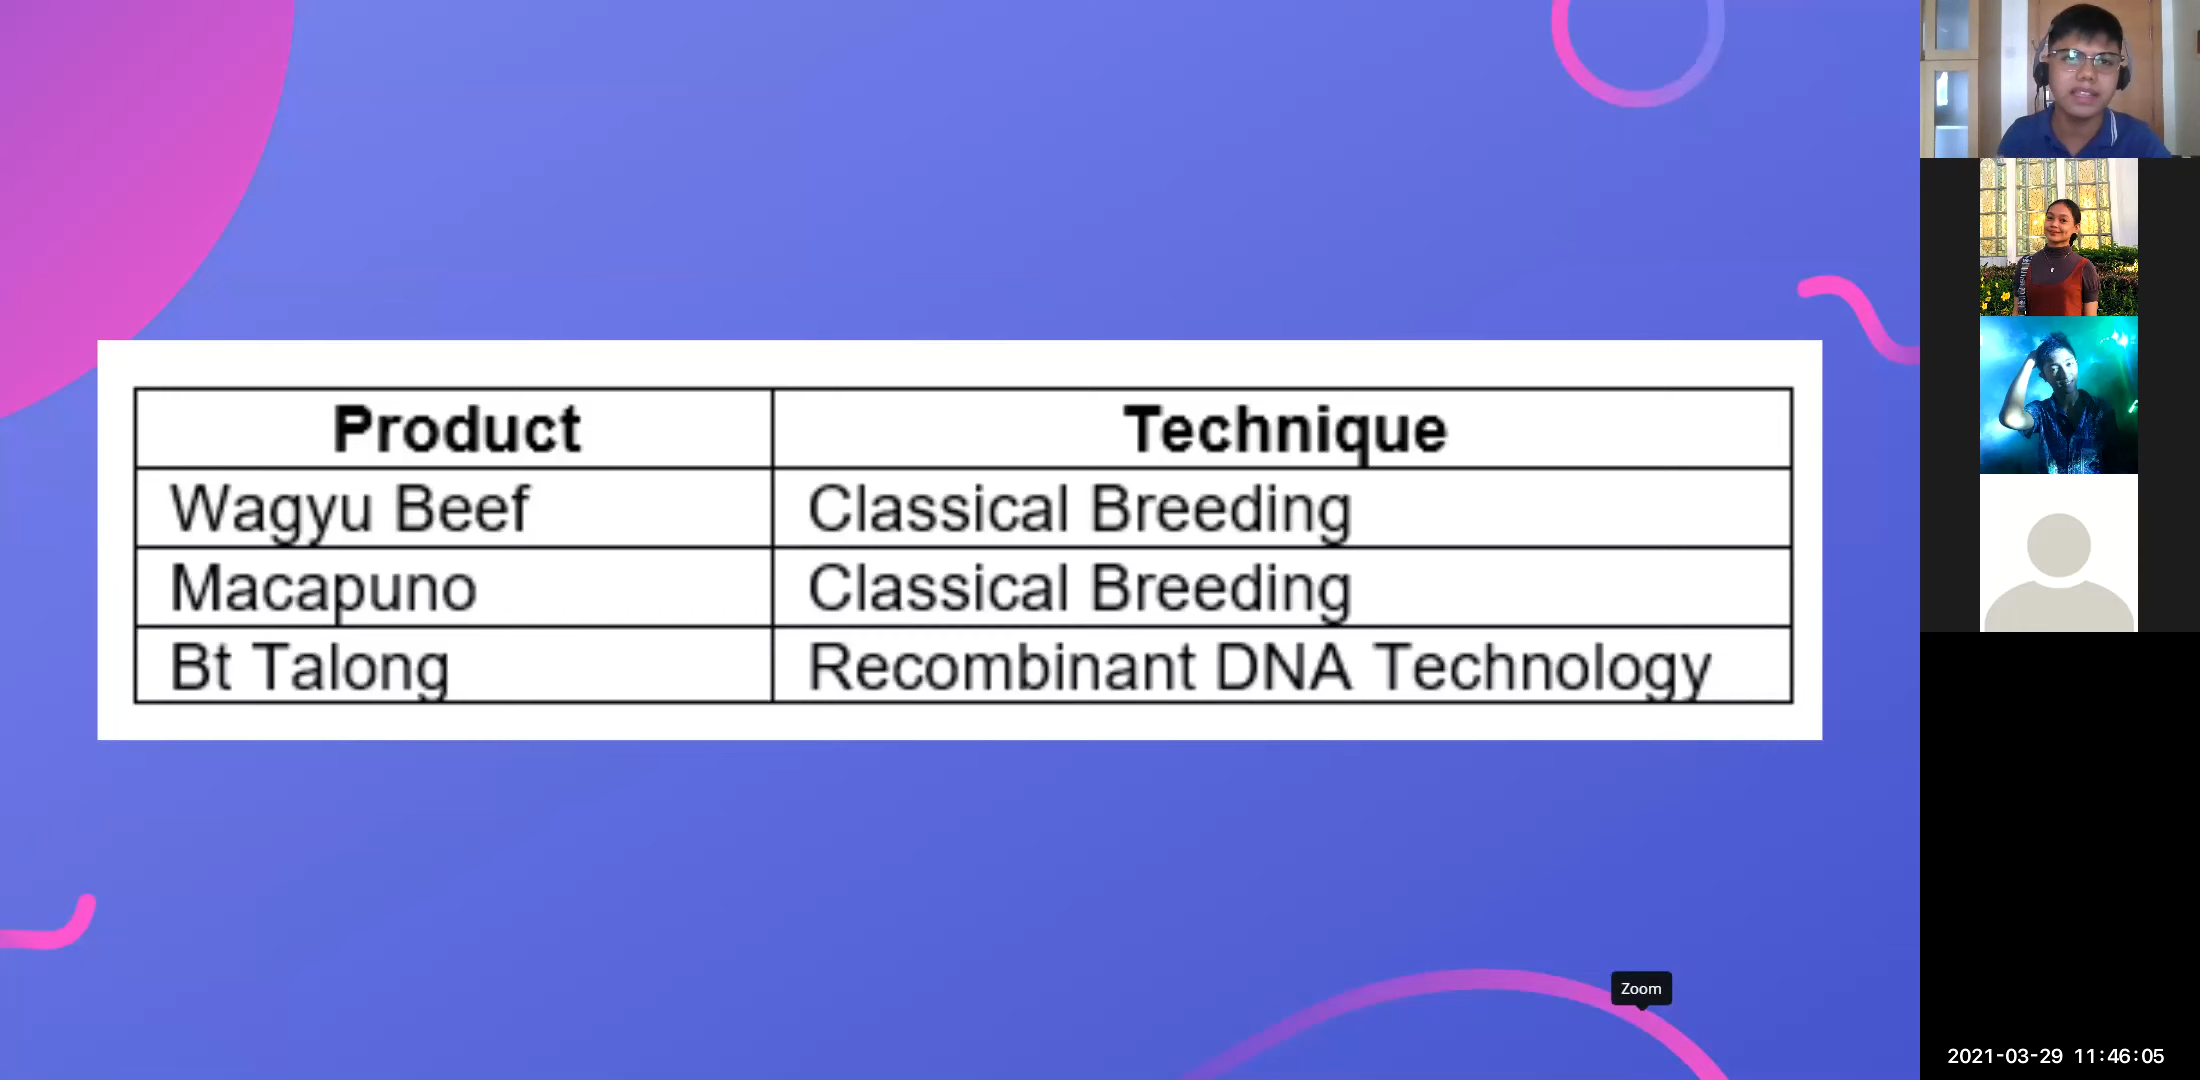 Product Technique
Wagyu Beef Classical Breeding
Macapuno Classical Breeding
Bt Talong Recombinant DNA Technology
Zoom
2021-03-29 11:46:05